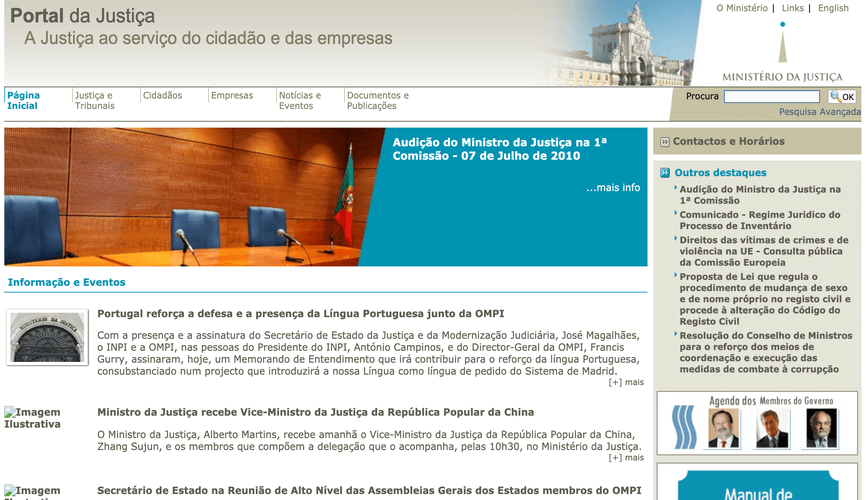 Portal da Justiça
A Justiça ao serviço do cidadão e das empresas
O Ministério | Links | English
MINISTÉRIO DA JUSTIÇA
Página Inicial
Justiça e Tribunais
Cidadãos
Empresas
Notícias e Eventos
Documentos e Publicações
Procura
OK
Pesquisa Avançada
Audição do Ministro da Justiça na 1ª
Comissão - 07 de Julho de 2010
...mais info
Informação e Eventos
Portugal reforça a defesa e a presença da Língua Portuguesa junto da OMPI
Com a presença e a assinatura do Secretário de Estado da Justiça e da Modernização Judiciária, José Magalhães,
o INPI e a OMPI, nas pessoas do Presidente do INPI, António Campinos, e do Director-Geral da OMPI, Francis
Gurry, assinaram, hoje, um Memorando de Entendimento que irá contribuir para o reforço da língua Portuguesa,
consubstanciado num projecto que introduzirá a nossa Língua como língua de pedido do Sistema de Madrid.
[+] mais
Imagem
Ilustrativa
Ministro da Justiça recebe Vice-Ministro da Justiça da República Popular da China
O Ministro da Justiça, Alberto Martins, recebe amanhã o Vice-Ministro da Justiça da República Popular da China,
Zhang Sujun, e os membros que compõem a delegação que o acompanha, pelas 10h30, no Ministério da Justiça.
[+] mais
Imagem
Secretário de Estado na Reunião de Alto Nível das Assembleias Gerais dos Estados membros do OMPI
Contactos e Horários
Outros destaques
Audição do Ministro da Justiça na
1ª Comissão
Comunicado - Regime Juridico do
Processo de Inventário
Direitos das vítimas de crimes e de
violência na UE - Consulta pública
da Comissão Europeia
Proposta de Lei que regula o
procedimento de mudança de sexo
e de nome próprio no registo civil e
procede à alteração do Código do
Registo Civil
Resolução do Conselho de Ministros
para o reforço dos meios de
coordenação e execução das
medidas de combate à corrupção
Agenda dos Membros do Governo
Manual de